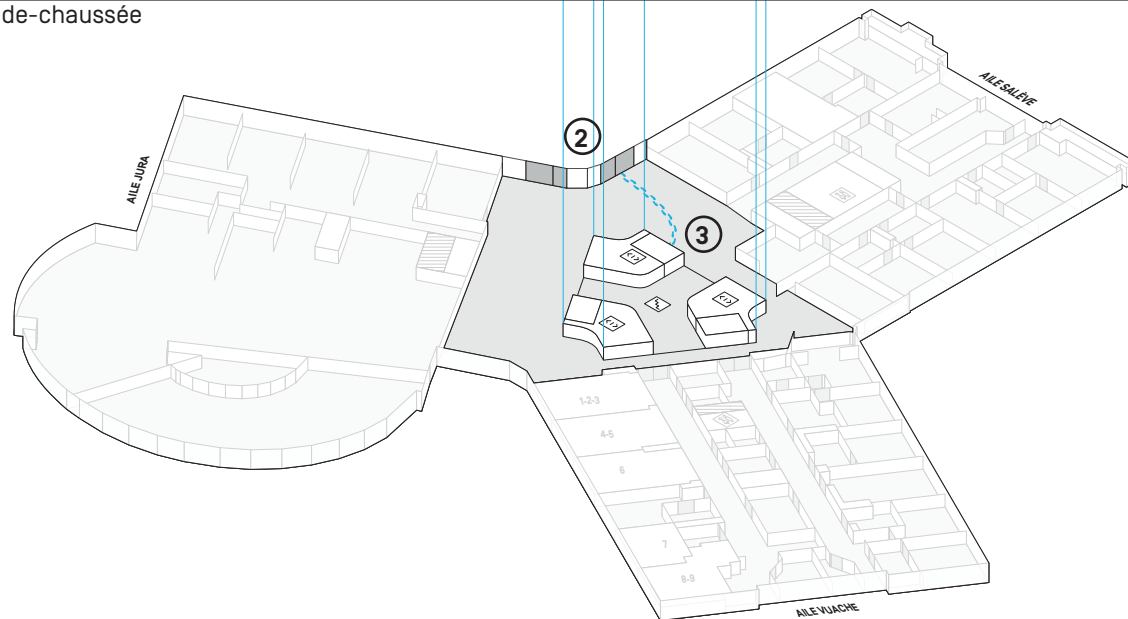 de-chaussée
AILE SALÈVE
2
AILE JURA
3
1-2-3
4-5
6
7
8-9
AILE VUACHE